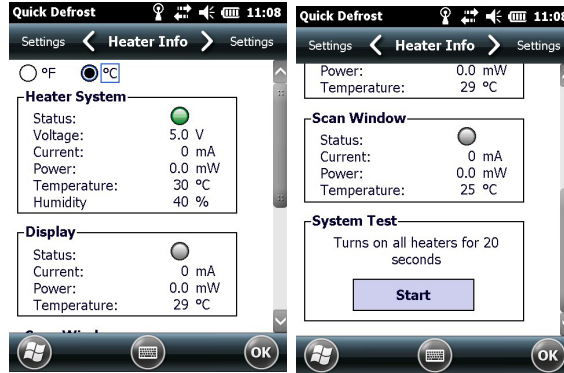 Quick Defrost 11:08
Settings Heater Info Settings
°F °C
Heater System
Status:
Voltage: 5.0 V
Current: 0 mA
Power: 0.0 mW
Temperature: 30 °C
Humidity 40 %
Display
Status:
Current: 0 mA
Power: 0.0 mW
Temperature: 29 °C
OK
Quick Defrost 11:08
Settings Heater Info Settings
Power: 0.0 mW
Temperature: 29 °C
Scan Window
Status:
Current: 0 mA
Power: 0.0 mW
Temperature: 25 °C
System Test
Turns on all heaters for 20
seconds
Start
OK